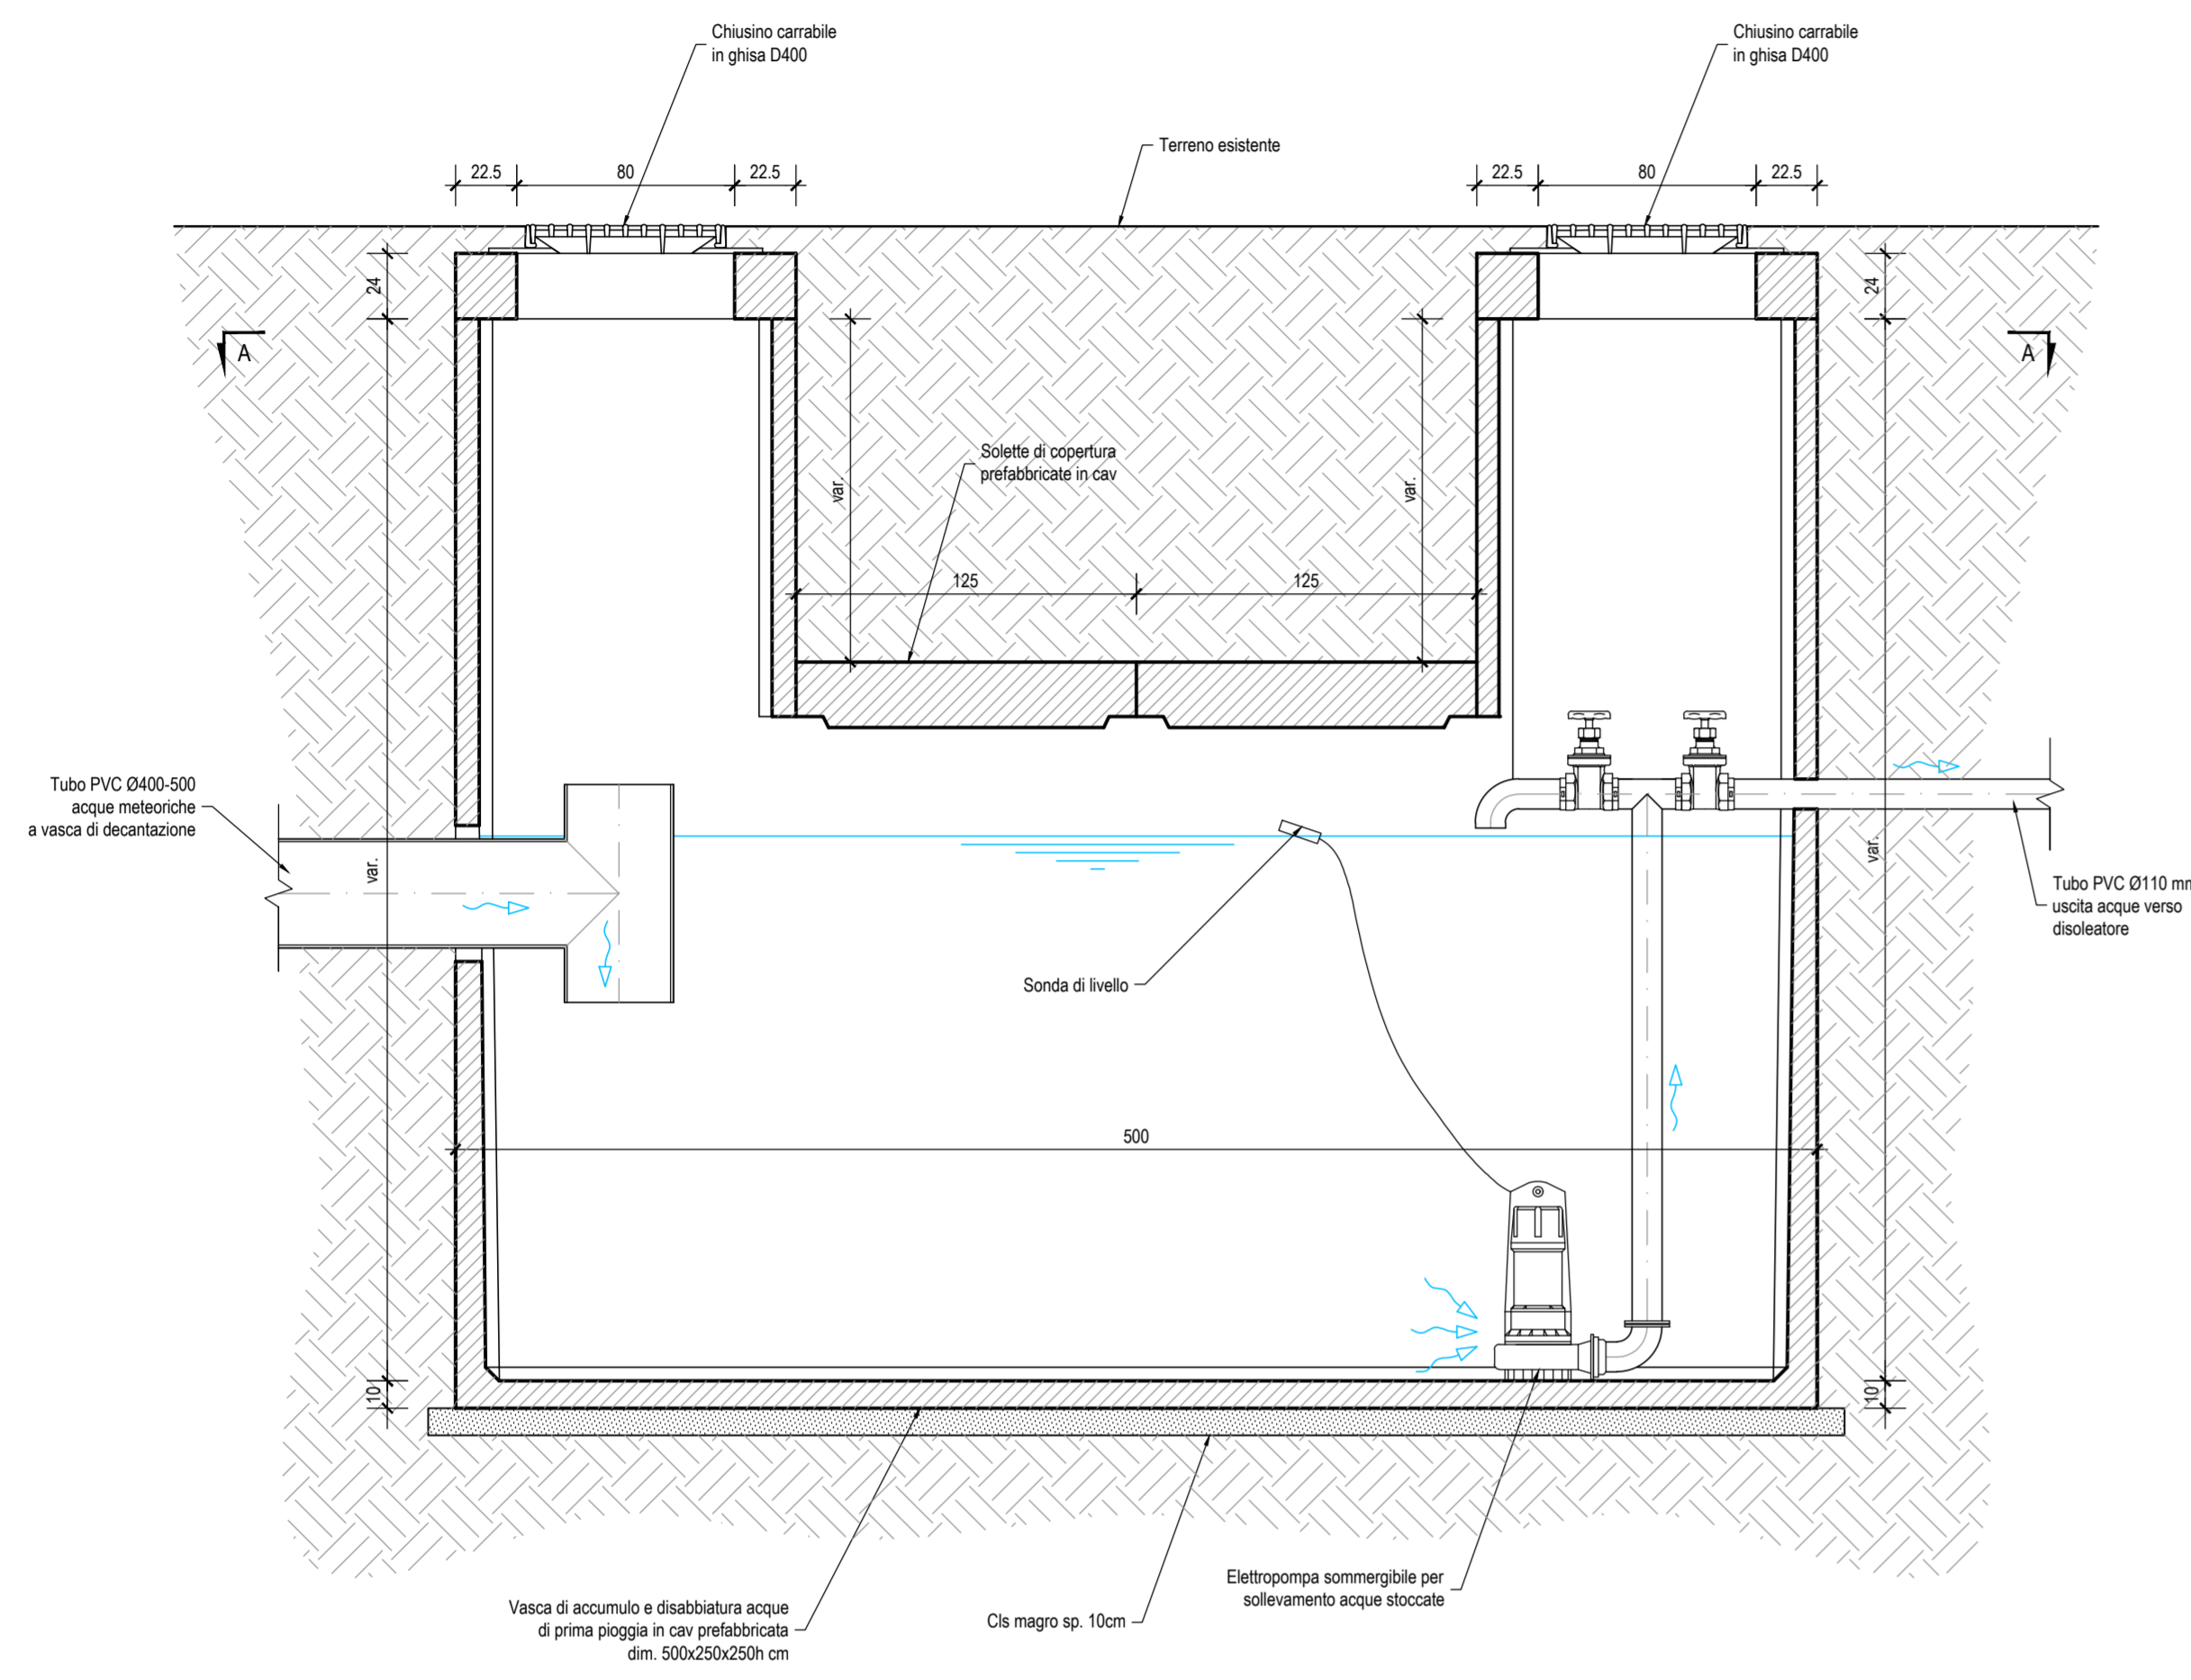 Chiusino carrabile
in ghisa D400
Chiusino carrabile
in ghisa D400
Terreno esistente
22.5
80
22.5
22.5
80
22.5
24
24
A
A
Solette di copertura
prefabbricate in cav
var.
var.
125
125
Tubo PVC Ø400-500
acque meteoriche
a vasca di decantazione
var.
var.
Tubo PVC Ø110 mm
uscita acque verso
disoleatore
Sonda di livello
500
10
10
Elettropompa sommergibile per
sollevamento acque stoccate
Vasca di accumulo e disabbiatura acque
di prima pioggia in cav prefabbricata
dim. 500x250x250h cm
Cls magro sp. 10cm